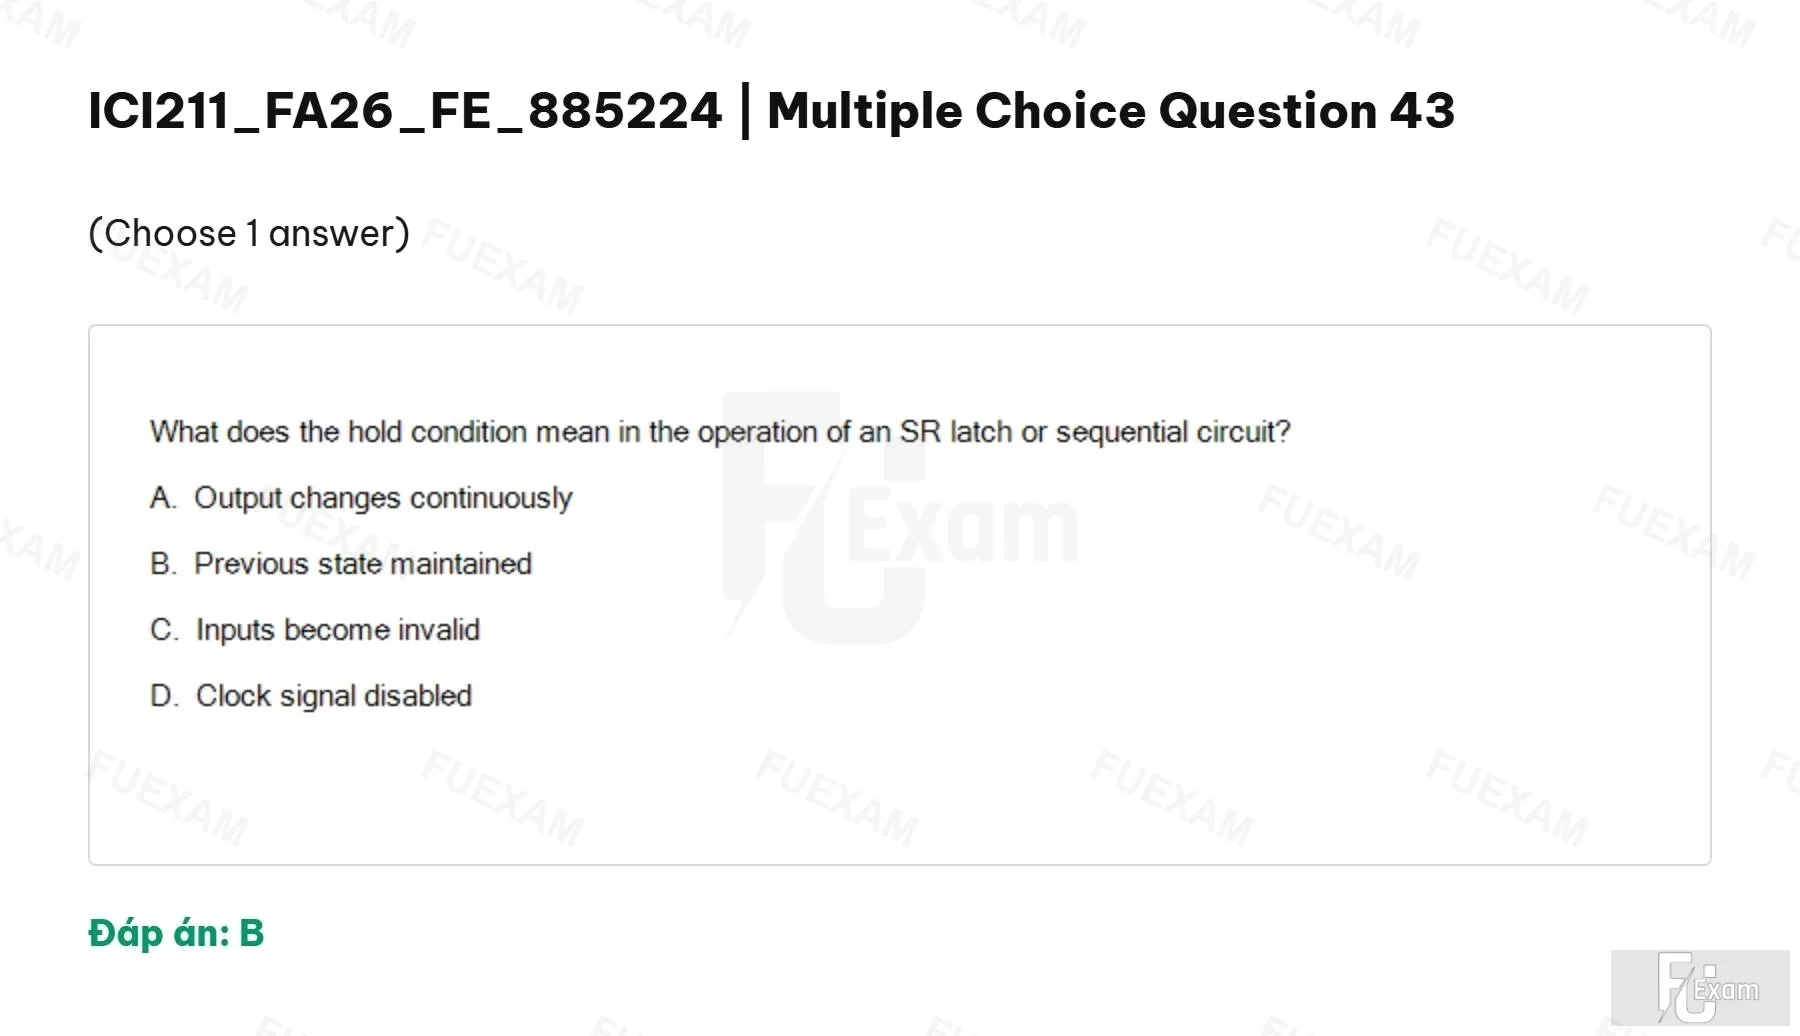 ICI211_FA26_FE_885224 | Multiple Choice Question 43
(Choose 1 answer)
What does the hold condition mean in the operation of an SR latch or sequential circuit?
A. Output changes continuously
B. Previous state maintained
C. Inputs become invalid
D. Clock signal disabled
Đáp án: B
FUEXAM
Exam